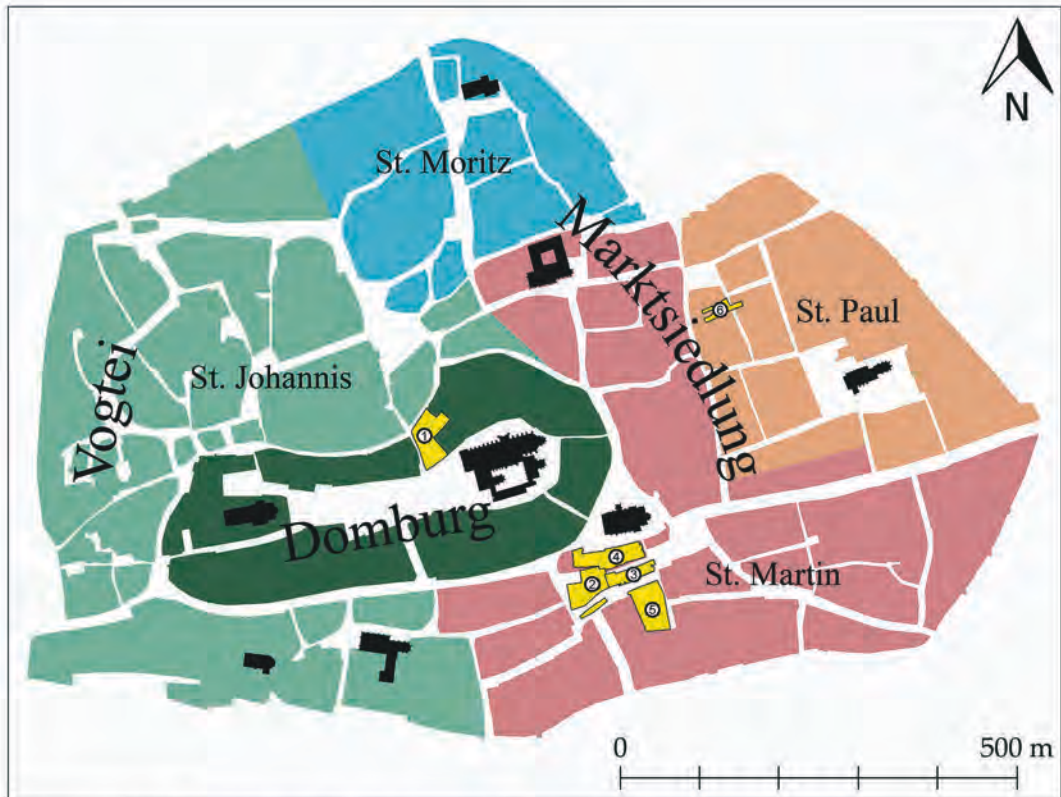 N
St. Moritz
Marktsiedlung
⑥
St. Paul
Vogtei
St. Johannis
①
Domburg
④
②
③
St. Martin
⑤
0
500 m